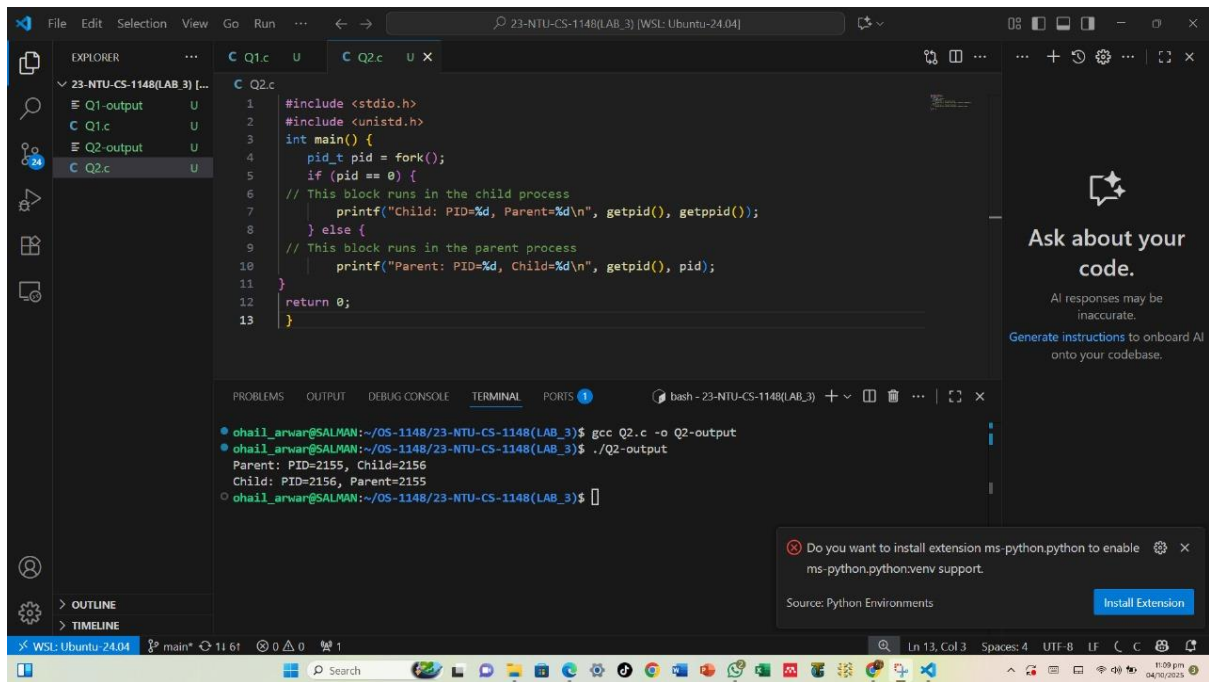 File Edit Selection View Go Run ··· 23-NTU-CS-1148(LAB_3) [WSL: Ubuntu-24.04]
EXPLORER ···
23-NTU-CS-1148(LAB_3) [...
Q1-output U
C Q1.c U
Q2-output U
C Q2.c U
24
C Q1.c U C Q2.c U
C Q2.c
1 #include <stdio.h>
2 #include <unistd.h>
3 int main() {
4 pid_t pid = fork();
5 if (pid == 0) {
6 // This block runs in the child process
7 printf("Child: PID=%d, Parent=%d\n", getpid(), getppid());
8 } else {
9 // This block runs in the parent process
10 printf("Parent: PID=%d, Child=%d\n", getpid(), pid);
11 }
12 return 0;
13 }
Ask about your
code.
AI responses may be
inaccurate.
Generate instructions to onboard AI
onto your codebase.
PROBLEMS OUTPUT DEBUG CONSOLE TERMINAL PORTS 1 bash - 23-NTU-CS-1148(LAB_3)
ohail_arwar@SALMAN:~/OS-1148/23-NTU-CS-1148(LAB_3)$ gcc Q2.c -o Q2-output
ohail_arwar@SALMAN:~/OS-1148/23-NTU-CS-1148(LAB_3)$ ./Q2-output
Parent: PID=2155, Child=2156
Child: PID=2156, Parent=2155
ohail_arwar@SALMAN:~/OS-1148/23-NTU-CS-1148(LAB_3)$
Do you want to install extension ms-python.python to enable
ms-python.python:venv support.
Source: Python Environments Install Extension
OUTLINE
TIMELINE
WSL: Ubuntu-24.04 main* 1↓ 6↑ 0 0 1 Ln 13, Col 3 Spaces: 4 UTF-8 LF C
Search
11:09 pm
04/10/2025